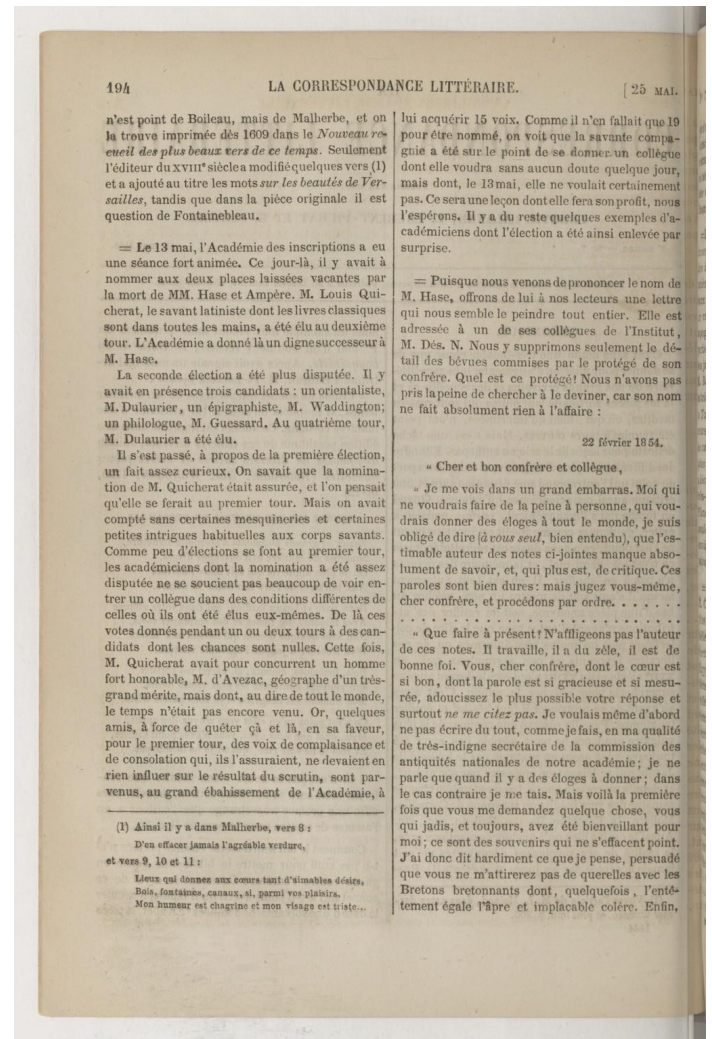 194
LA CORRESPONDANCE LITTÉRAIRE.
[25 MAI.
n'est point de Boileau, mais de Malherbe, et on
la trouve imprimée dès 1609 dans le Nouveau re-
cueil des plus beaux vers de ce temps. Seulement
l'éditeur du XVIIIe siècle a modifié quelques vers (1)
et a ajouté au titre les mots sur les beautés de Ver-
sailles, tandis que dans la pièce originale il est
question de Fontainebleau.
= Le 13 mai, l'Académie des inscriptions a eu
une séance fort animée. Ce jour-là, il y avait à
nommer aux deux places laissées vacantes par
la mort de MM. Hase et Ampère. M. Louis Qui-
cherat, le savant latiniste dont les livres classiques
sont dans toutes les mains, a été élu au deuxième
tour. L'Académie a donné là un digne successeur à
M. Hase.
La seconde élection a été plus disputée. Il y
avait en présence trois candidats : un orientaliste,
M. Dulaurier, un épigraphiste, M. Waddington;
un philologue, M. Guessard. Au quatrième tour,
M. Dulaurier a été élu.
Il s'est passé, à propos de la première élection,
un fait assez curieux. On savait que la nomina-
tion de M. Quicherat était assurée, et l'on pensait
qu'elle se ferait au premier tour. Mais on avait
compté sans certaines mesquineries et certaines
petites intrigues habituelles aux corps savants.
Comme peu d'élections se font au premier tour,
les académiciens dont la nomination a été assez
disputée ne se soucient pas beaucoup de voir en-
trer un collègue dans des conditions différentes de
celles où ils ont été élus eux-mêmes. De là ces
votes donnés pendant un ou deux tours à des can-
didats dont les chances sont nulles. Cette fois,
M. Quicherat avait pour concurrent un homme
fort honorable, M. d'Avezac, géographe d'un très-
grand mérite, mais dont, au dire de tout le monde,
le temps n'était pas encore venu. Or, quelques
amis, à force de quêter çà et là, en sa faveur,
pour le premier tour, des voix de complaisance et
de consolation qui, ils l'assuraient, ne devaient en
rien influer sur le résultat du scrutin, sont par-
venus, au grand ébahissement de l'Académie, à
(1) Ainsi il y a dans Malherbe, vers 8 :
D'en effacer jamais l'agréable verdure,
et vers 9, 10 et 11 :
Lieux qui donnez aux cœurs tant d'aimables désirs,
Bois, fontaines, canaux, si, parmi vos plaisirs,
Mon humeur est chagrine et mon visage est triste...
lui acquérir 15 voix. Comme il n'en fallait que 19
pour être nommé, on voit que la savante compa-
gnie a été sur le point de se donner un collègue
dont elle voudra sans aucun doute quelque jour,
mais dont, le 13 mai, elle ne voulait certainement
pas. Ce sera une leçon dont elle fera son profit, nous
l'espérons. Il y a du reste quelques exemples d'a-
cadémiciens dont l'élection a été ainsi enlevée par
surprise.
= Puisque nous venons de prononcer le nom de
M. Hase, offrons de lui à nos lecteurs une lettre
qui nous semble le peindre tout entier. Elle est
adressée à un de ses collègues de l'Institut,
M. Dés. N. Nous y supprimons seulement le dé-
tail des bévues commises par le protégé de son
confrère. Quel est ce protégé? Nous n'avons pas
pris la peine de chercher à le deviner, car son nom
ne fait absolument rien à l'affaire :
22 février 1854.
« Cher et bon confrère et collègue,
« Je me vois dans un grand embarras. Moi qui
ne voudrais faire de la peine à personne, qui vou-
drais donner des éloges à tout le monde, je suis
obligé de dire (à vous seul, bien entendu), que l'es-
timable auteur des notes ci-jointes manque abso-
lument de savoir, et, qui plus est, de critique. Ces
paroles sont bien dures : mais jugez vous-même,
cher confrère, et procédons par ordre. . . . . . .
. . . . . . . . . . . . . . . . . . . . . . . .
« Que faire à présent? N'affligeons pas l'auteur
de ces notes. Il travaille, il a du zèle, il est de
bonne foi. Vous, cher confrère, dont le cœur est
si bon, dont la parole est si gracieuse et si mesu-
rée, adoucissez le plus possible votre réponse et
surtout ne me citez pas. Je voulais même d'abord
ne pas écrire du tout, comme je fais, en ma qualité
de très-indigne secrétaire de la commission des
antiquités nationales de notre académie; je ne
parle que quand il y a des éloges à donner; dans
le cas contraire je me tais. Mais voilà la première
fois que vous me demandez quelque chose, vous
qui jadis, et toujours, avez été bienveillant pour
moi; ce sont des souvenirs qui ne s'effacent point.
J'ai donc dit hardiment ce que je pense, persuadé
que vous ne m'attirerez pas de querelles avec les
Bretons bretonnants dont, quelquefois, l'enté-
tement égale l'âpre et implacable colère. Enfin,